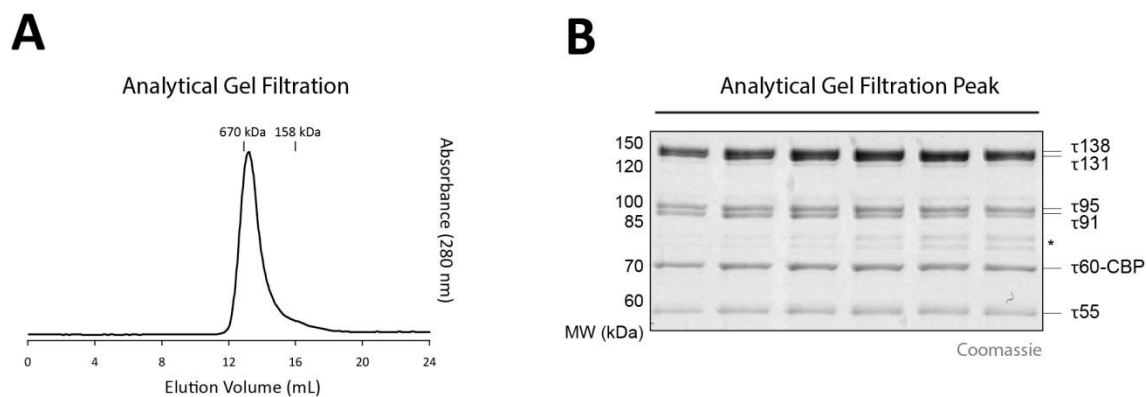 A
Analytical Gel Filtration
670 kDa 158 kDa
Absorbance (280 nm)
0 4 8 12 16 20 24
Elution Volume (mL)
B
Analytical Gel Filtration Peak
150
120
100
85
70
60
MW (kDa)
τ138
τ131
τ95
τ91
*
τ60-CBP
τ55
Coomassie